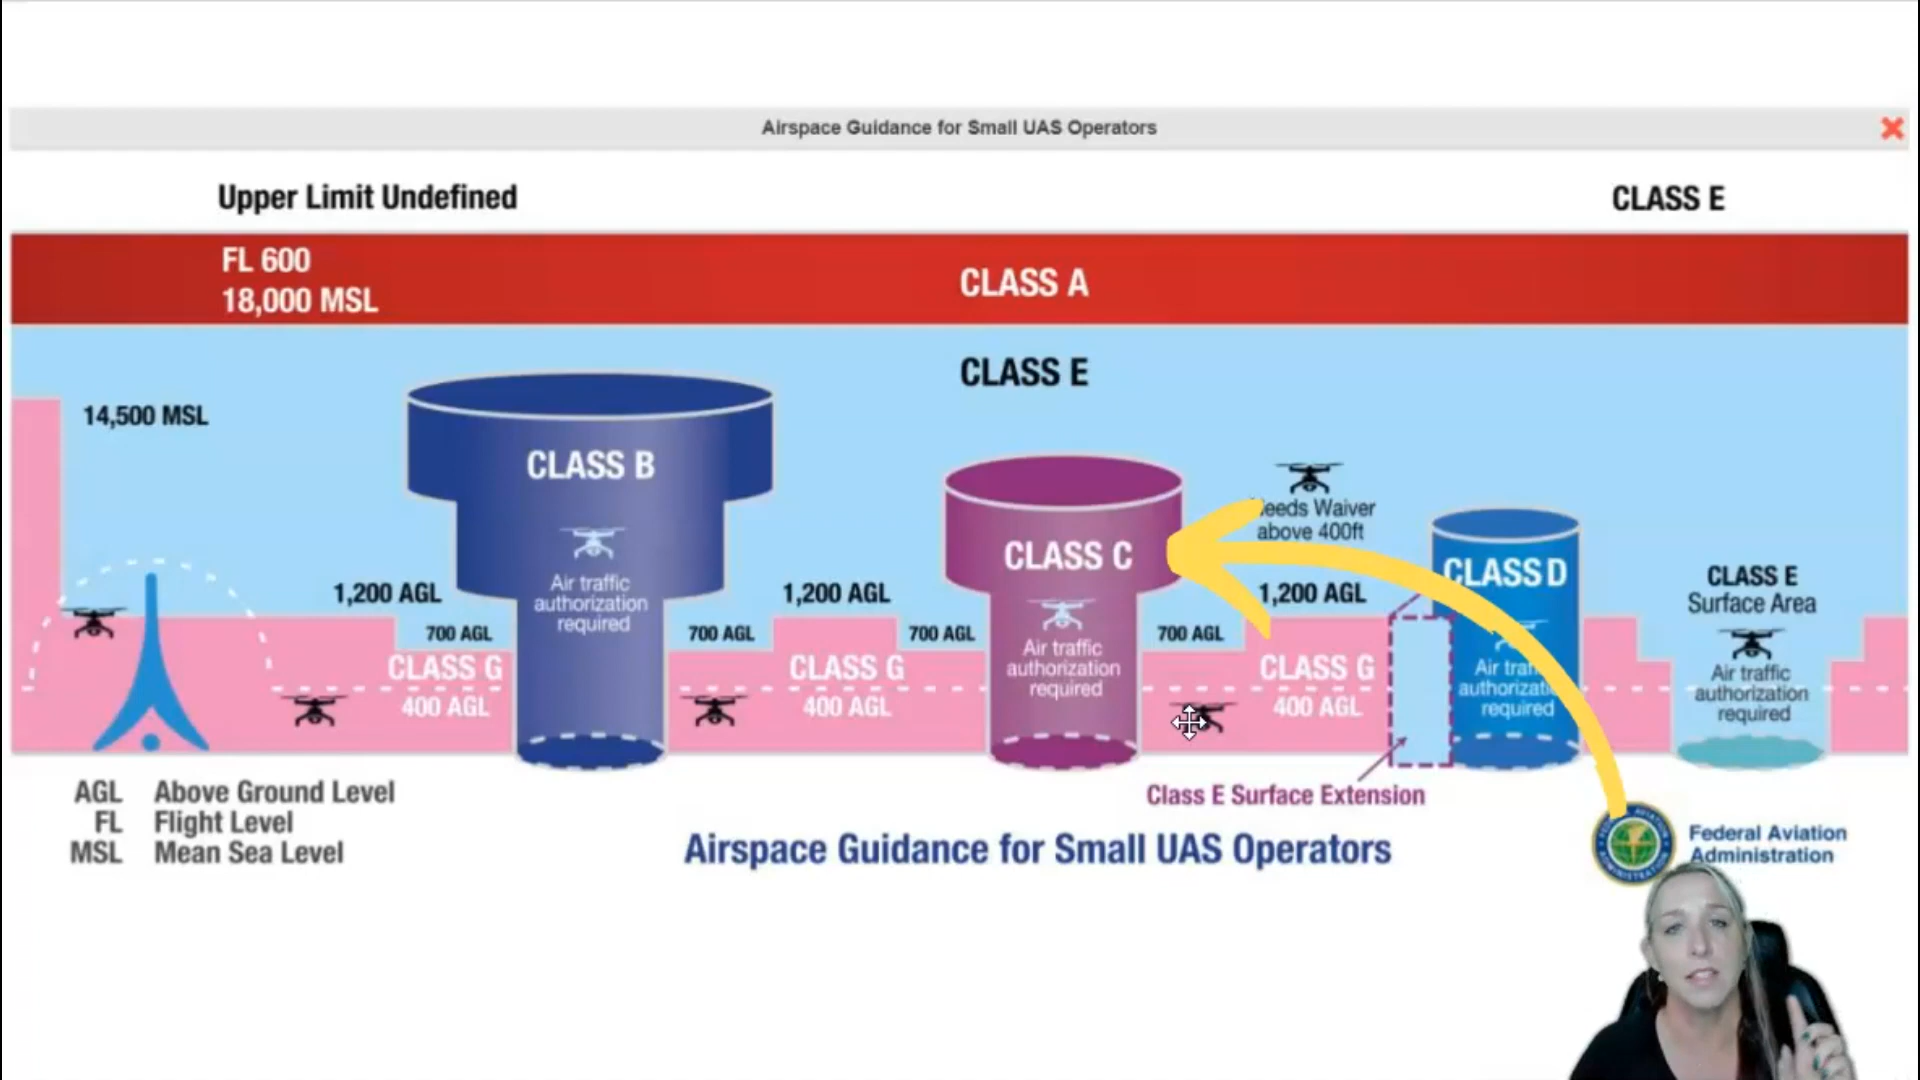 Airspace Guidance for Small UAS Operators
Upper Limit Undefined
CLASS E
FL 600
18,000 MSL
CLASS A
CLASS E
14,500 MSL
CLASS B
Air traffic
authorization
required
CLASS C
Air traffic
authorization
required
Waiver
above 400ft
CLASS D
Air
required
CLASS E
Surface Area
Air traffic
authorization
required
1,200 AGL
1,200 AGL
1,200 AGL
700 AGL
700 AGL
700 AGL
700 AGL
CLASS G
400 AGL
CLASS G
400 AGL
CLASS G
400 AGL
Class E Surface Extension
AGL Above Ground Level
FL Flight Level
MSL Mean Sea Level
Airspace Guidance for Small UAS Operators
Federal Aviation
Administration